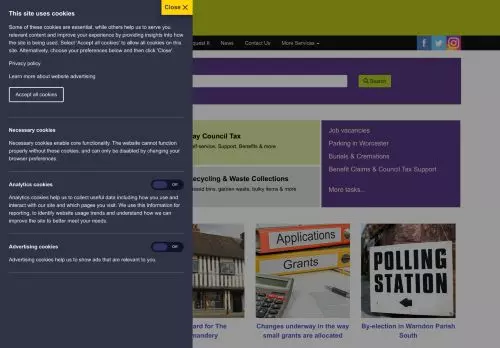 This site uses cookies
Close ×
Some of these cookies are essential, while others help us to serve you
relevant content and improve your experience by providing insights into how
the site is being used. Select 'Accept all cookies' to allow all cookies on this
site. Alternatively, choose your preferences below and then click 'Close'.
Privacy policy
Learn more about website advertising
Accept all cookies
Necessary cookies
Necessary cookies enable core functionality. The website cannot function
properly without these cookies, and can only be disabled by changing your
browser preferences.
Analytics cookies
Off
Analytics cookies help us to collect useful data including how you use and
interact with our site and which pages you visit. We use this information for
reporting, to identify website usage trends and understand how we can
improve the site to better meet your needs.
Advertising cookies
Off
Advertising cookies help us to show ads that are relevant to you.
quest it News Contact Us More Services
Search
ay Council Tax
elf-service, Support, Benefits & more
ecycling & Waste Collections
issed bins, garden waste, bulky items & more
Job vacancies
Parking in Worcester
Burials & Cremations
Benefit Claims & Council Tax Support
More tasks...
Applications
Grants
POLLING
STATION
ard for The
mandery
Changes underway in the way
small grants are allocated
By-election in Warndon Parish
South